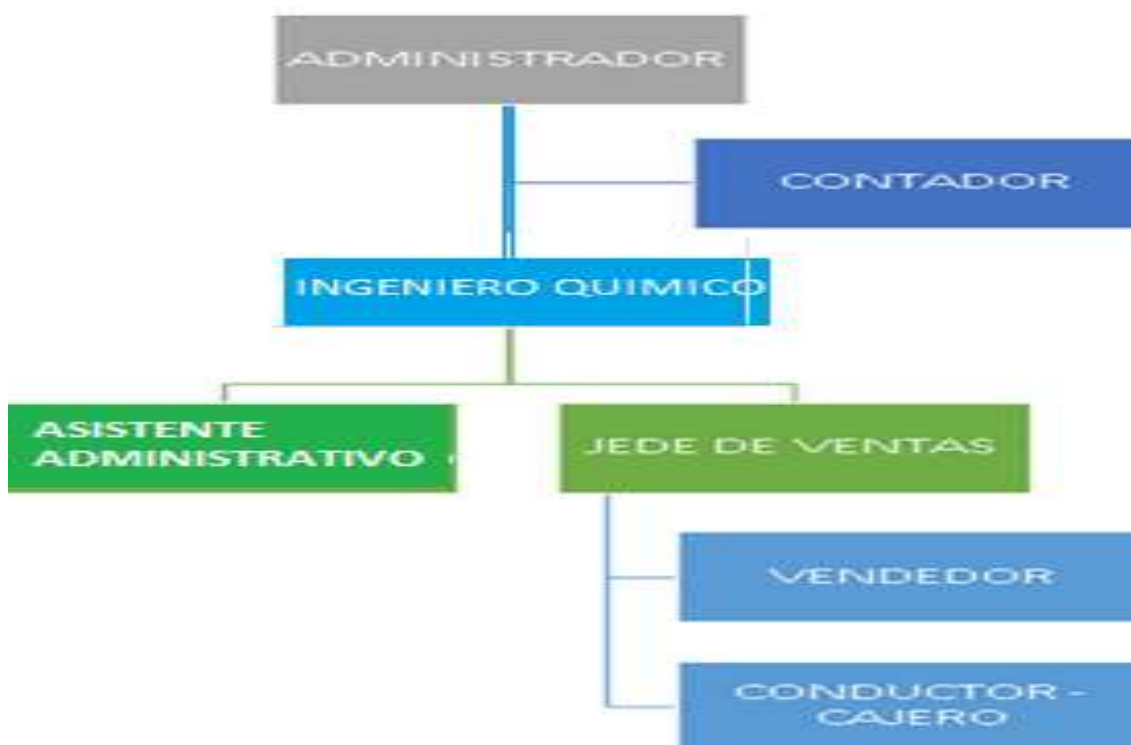 ADMINISTRADOR
CONTADOR
INGENIERO QUIMICO
ASISTENTE
ADMINISTRATIVO
JEDE DE VENTAS
VENDEDOR
CONDUCTOR -
CAJERO